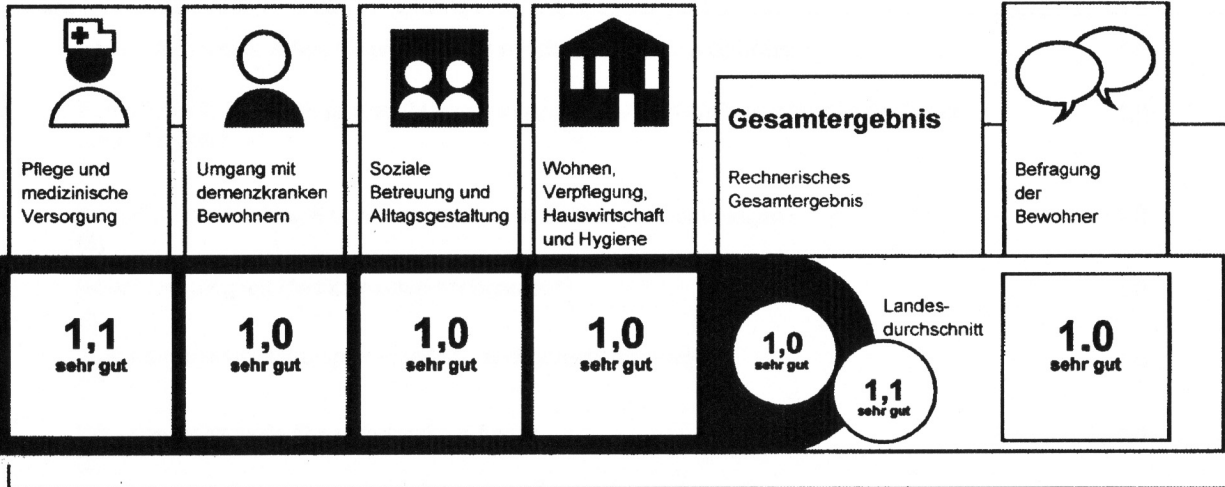 Pflege und
medizinische
Versorgung
Umgang mit
demenzkranken
Bewohnern
Soziale
Betreuung und
Alltagsgestaltung
Wohnen,
Verpflegung,
Hauswirtschaft
und Hygiene
Gesamtergebnis
Rechnerisches
Gesamtergebnis
Befragung
der
Bewohner
1,1
sehr gut
1,0
sehr gut
1,0
sehr gut
1,0
sehr gut
1,0
sehr gut
Landes-
durchschnitt
1,1
sehr gut
1.0
sehr gut